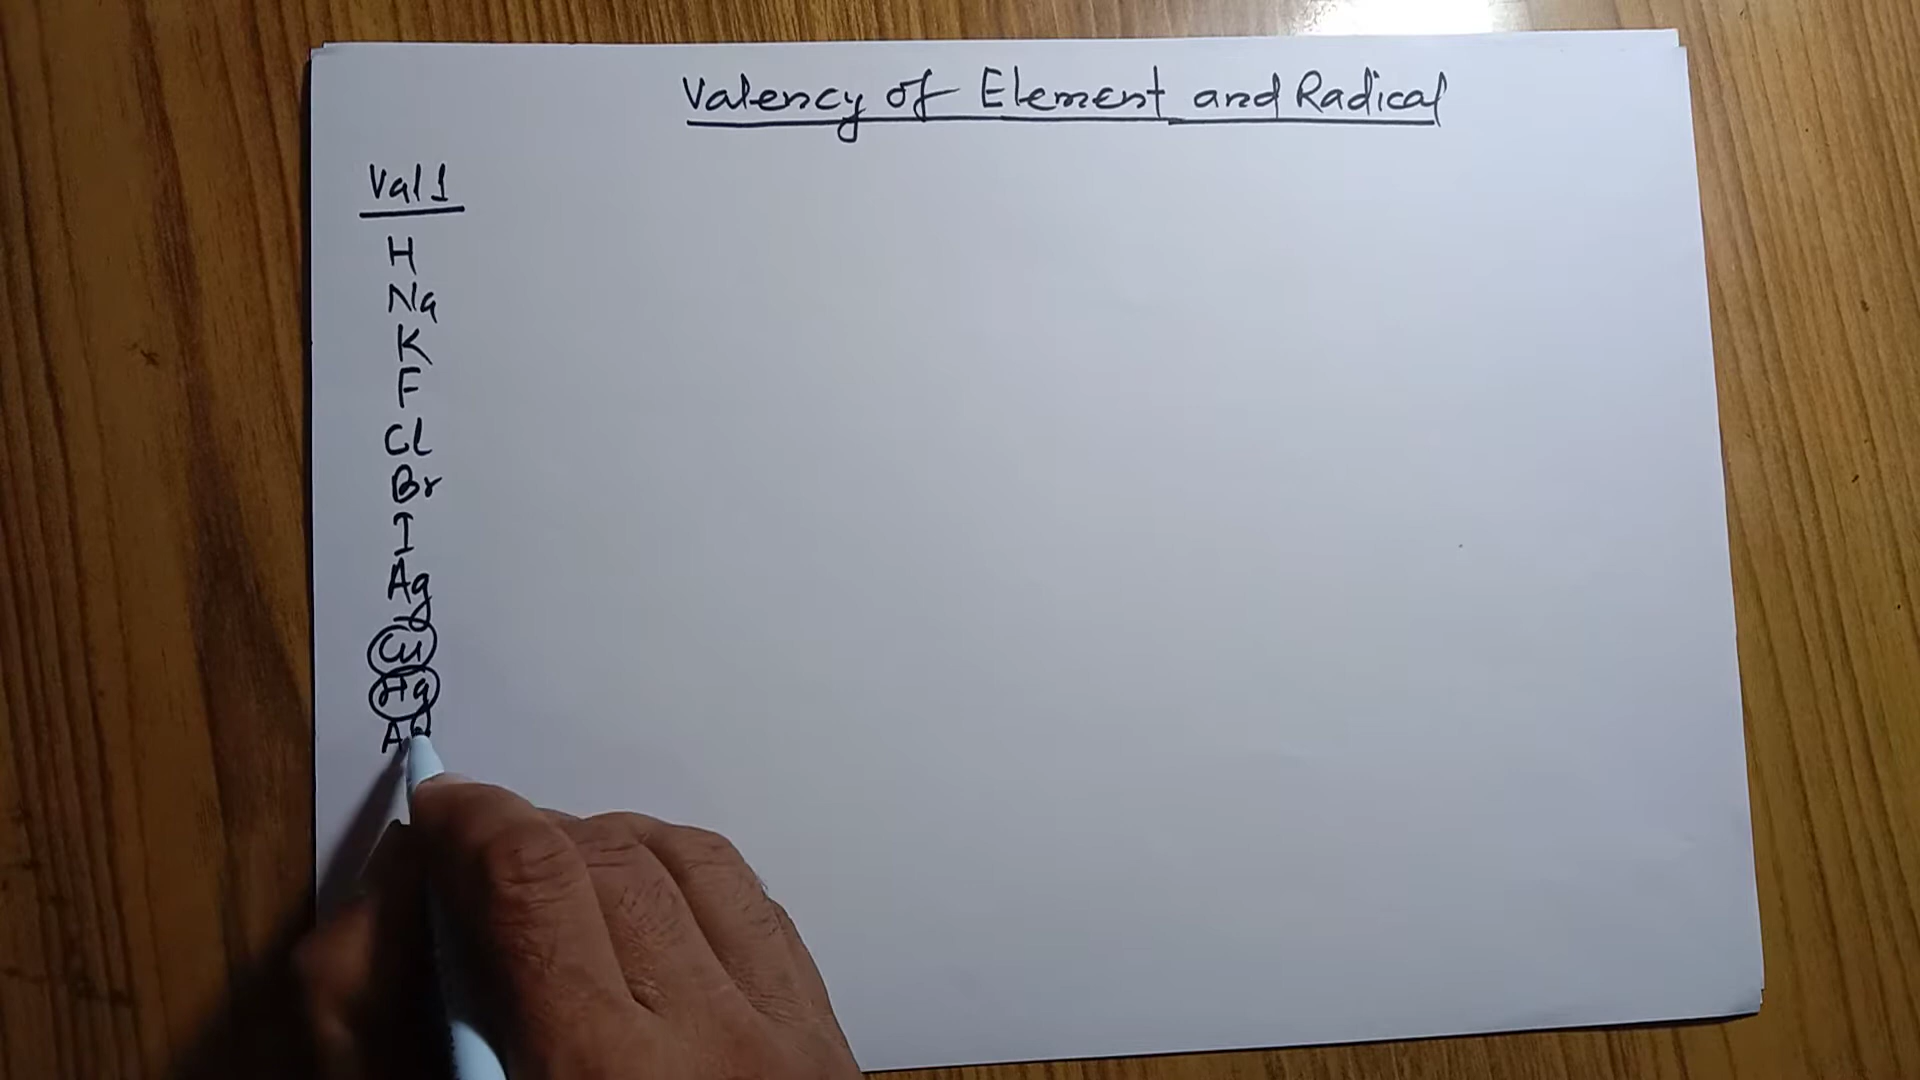 Valency of Element and Radical
Val 1
H
Na
K
F
Cl
Br
I
Ag
Cu
Hg